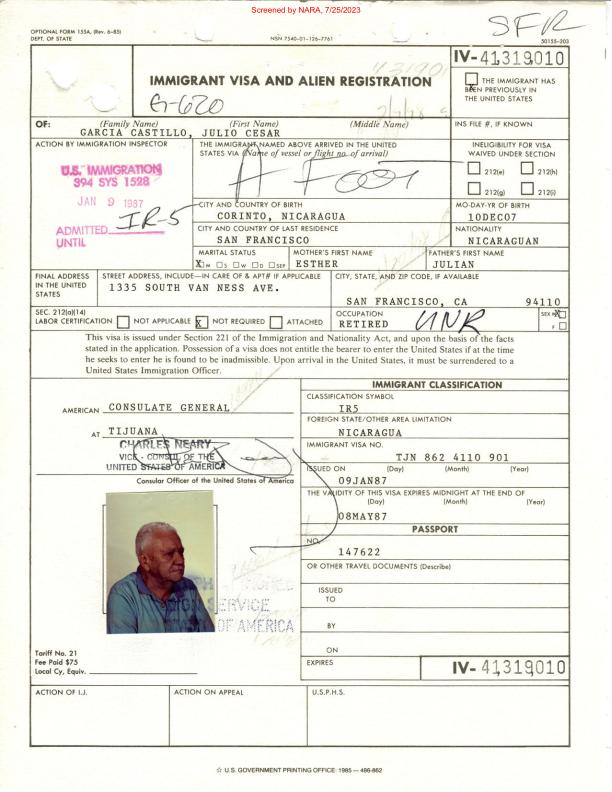 Screened by NARA, 7/25/2023
SFR
OPTIONAL FORM 155A, (Rev. 6-85)
DEPT. OF STATE
NSN 7540-01-126-7761
50155-203
IV- 41319010
IMMIGRANT VISA AND ALIEN REGISTRATION
THE IMMIGRANT HAS
BEEN PREVIOUSLY IN
THE UNITED STATES
G-620
OF: (Family Name) (First Name) (Middle Name)
GARCIA CASTILLO, JULIO CESAR
INS FILE #, IF KNOWN
ACTION BY IMMIGRATION INSPECTOR
THE IMMIGRANT NAMED ABOVE ARRIVED IN THE UNITED
STATES VIA (Name of vessel or flight no. of arrival)
INELIGIBILITY FOR VISA
WAIVED UNDER SECTION
212(e) 212(h)
212(g) 212(i)
U.S. IMMIGRATION
394 SYS 1528
JAN 9 1987
ADMITTED IR-5
UNTIL
CITY AND COUNTRY OF BIRTH
CORINTO, NICARAGUA
MO-DAY-YR OF BIRTH
10DEC07
CITY AND COUNTRY OF LAST RESIDENCE
SAN FRANCISCO
NATIONALITY
NICARAGUAN
MARITAL STATUS
X M S W D SEP
MOTHER'S FIRST NAME
ESTHER
FATHER'S FIRST NAME
JULIAN
FINAL ADDRESS
IN THE UNITED
STATES
STREET ADDRESS, INCLUDE—IN CARE OF & APT# IF APPLICABLE
1335 SOUTH VAN NESS AVE.
CITY, STATE, AND ZIP CODE, IF AVAILABLE
SAN FRANCISCO, CA 94110
SEC. 212(a)(14)
LABOR CERTIFICATION NOT APPLICABLE X NOT REQUIRED ATTACHED
OCCUPATION
RETIRED
UNR
SEX M X
F
This visa is issued under Section 221 of the Immigration and Nationality Act, and upon the basis of the facts
stated in the application. Possession of a visa does not entitle the bearer to enter the United States if at the time
he seeks to enter he is found to be inadmissible. Upon arrival in the United States, it must be surrendered to a
United States Immigration Officer.
AMERICAN CONSULATE GENERAL
AT TIJUANA
CHARLES NEARY
VICE - CONSUL OF THE
UNITED STATES OF AMERICA
Consular Officer of the United States of America
IMMIGRANT CLASSIFICATION
CLASSIFICATION SYMBOL
IR5
FOREIGN STATE/OTHER AREA LIMITATION
NICARAGUA
IMMIGRANT VISA NO.
TJN 862 4110 901
ISSUED ON (Day) (Month) (Year)
09JAN87
THE VALIDITY OF THIS VISA EXPIRES MIDNIGHT AT THE END OF
(Day) (Month) (Year)
08MAY87
PASSPORT
NO.
147622
OR OTHER TRAVEL DOCUMENTS (Describe)
ISSUED
TO
BY
ON
EXPIRES
SERVICE
OF AMERICA
Tariff No. 21
Fee Paid $75
Local Cy, Equiv.
IV- 41319010
ACTION OF I.J.
ACTION ON APPEAL
U.S.P.H.S.
☆ U.S. GOVERNMENT PRINTING OFFICE: 1985 — 486-862